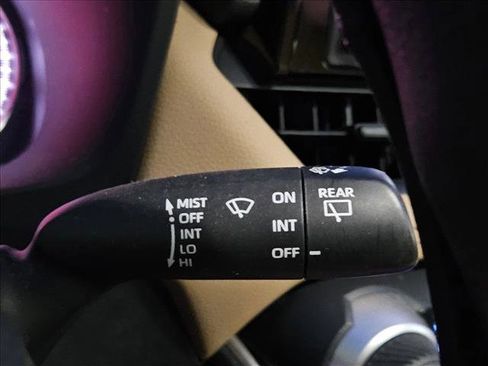 MIST
OFF
INT
LO
HI
ON
INT
OFF
REAR